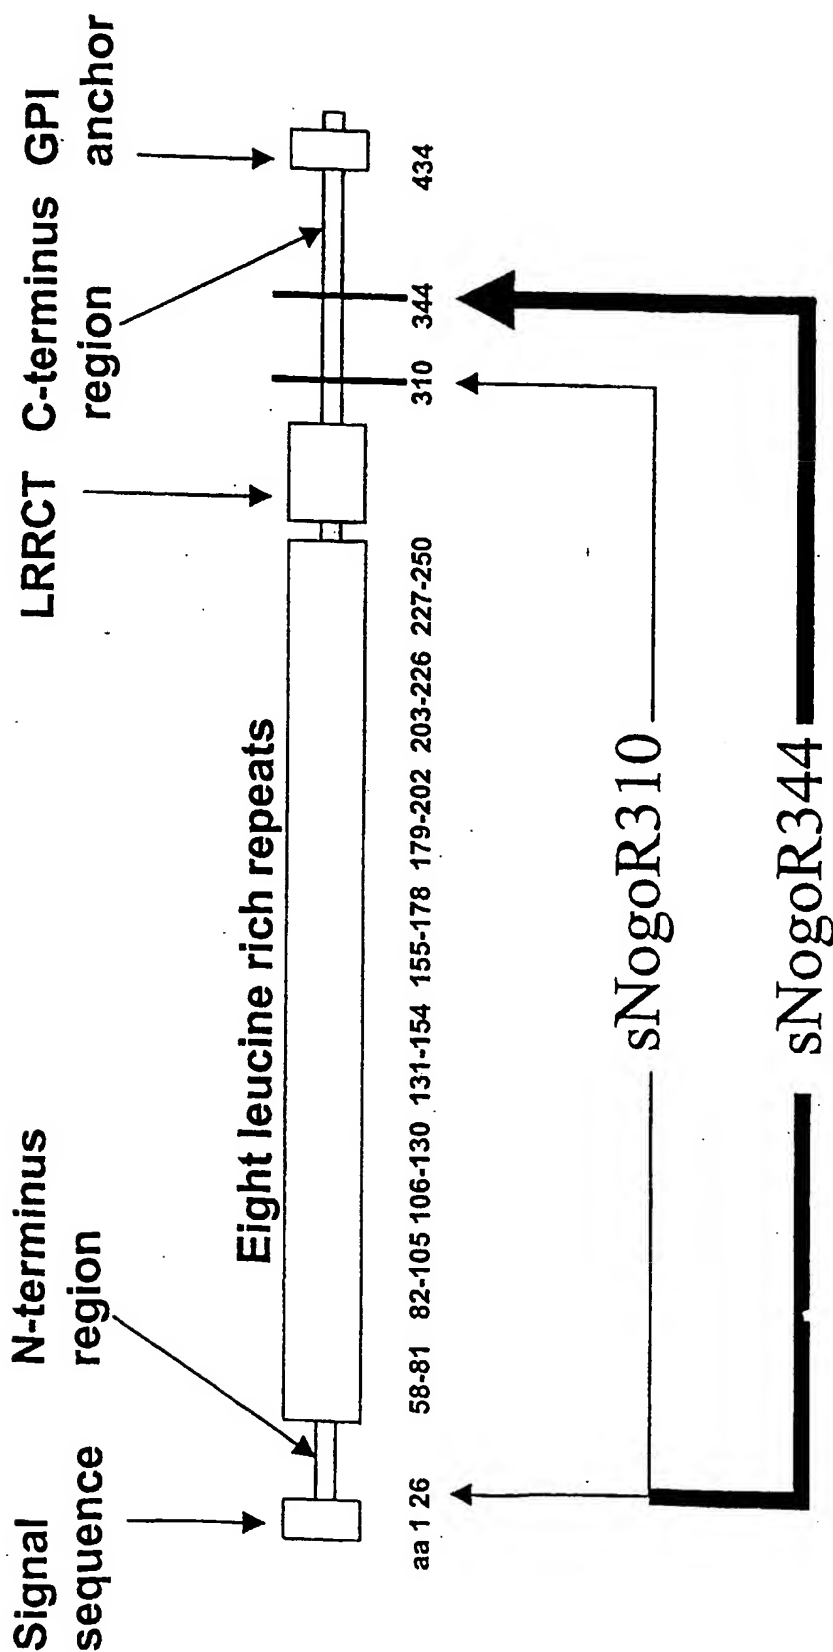 Signal
sequence
N-terminus
region
LRRCT
C-terminus
region
GPI
anchor
Eight leucine rich repeats
aa 1 26 58-81 82-105 106-130 131-154 155-178 179-202 203-226 227-250 310 344 434
sNogoR310
sNogoR344